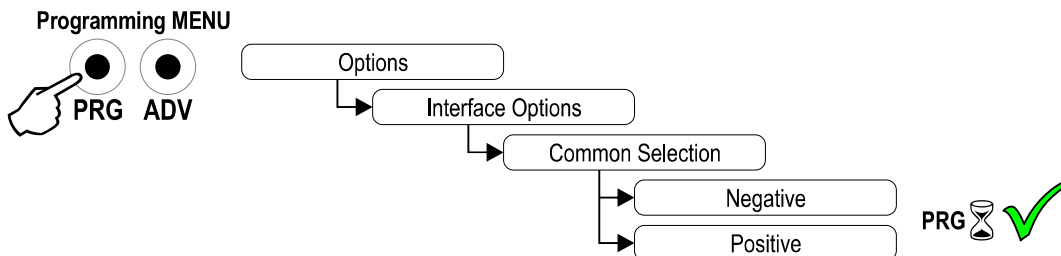 Programming MENU
PRG ADV
Options
Interface Options
Common Selection
Negative
Positive
PRG